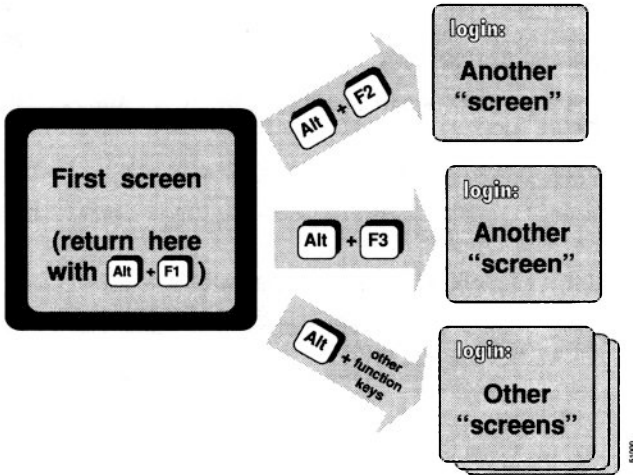 First screen
(return here
with Alt + F1 )
Alt + F2
login:
Another
“screen”
Alt + F3
login:
Another
“screen”
Alt + other
function
keys
login:
Other
“screens”